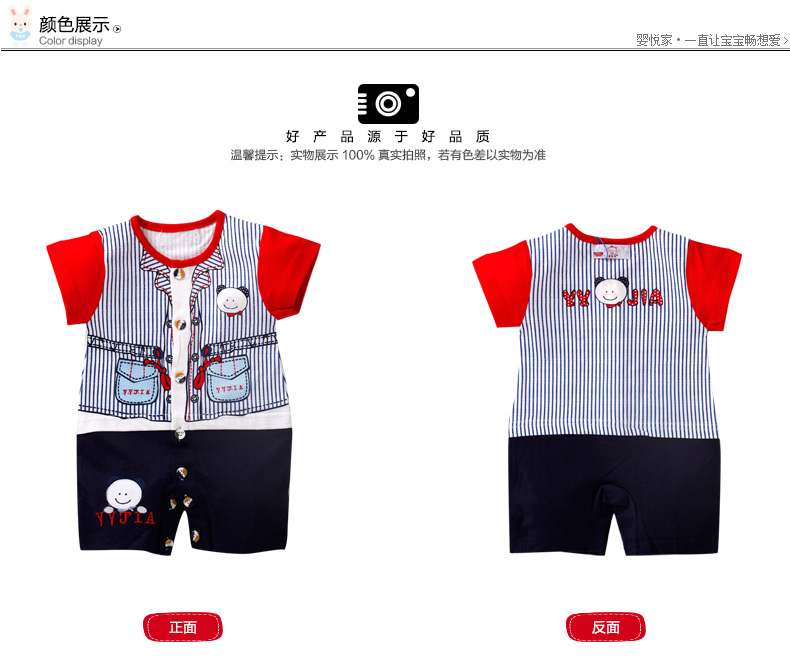 颜色展示
Color display
婴悦家·一直让宝宝畅想爱>
好产品源于好品质
温馨提示：实物展示 100% 真实拍照，若有色差以实物为准
YYJIA
YYJIA
YYJIA
YYJIA
正面
反面